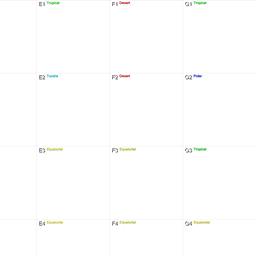 E1 Tropical F1 Desert G1 Tropical
E2 Tundra F2 Desert G2 Polar
E3 Equatorial F3 Equatorial G3 Tropical
E4 Equatorial F4 Equatorial G4 Equatorial